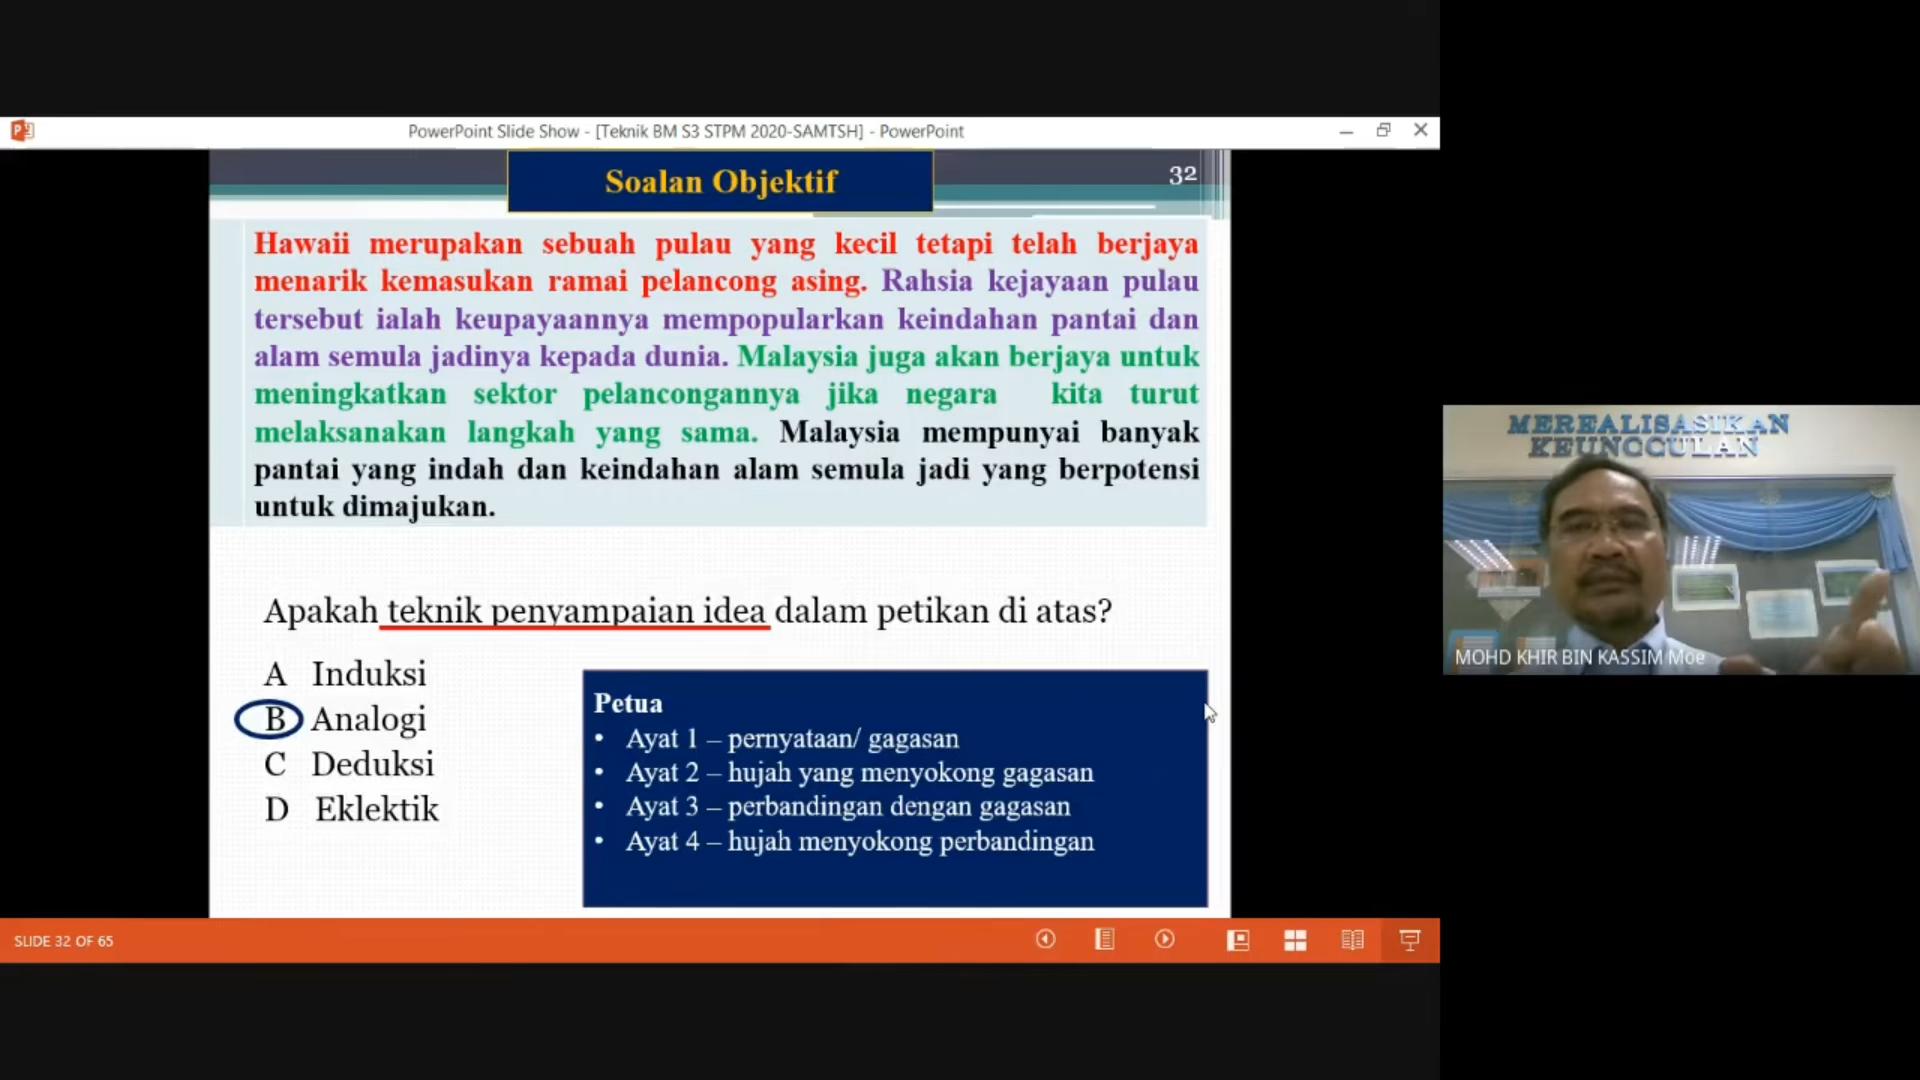 PowerPoint Slide Show - [Teknik BM S3 STPM 2020-SAMTSH] - PowerPoint
Soalan Objektif
32
Hawaii merupakan sebuah pulau yang kecil tetapi telah berjaya
menarik kemasukan ramai pelancong asing. Rahsia kejayaan pulau
tersebut ialah keupayaannya mempopularkan keindahan pantai dan
alam semula jadinya kepada dunia. Malaysia juga akan berjaya untuk
meningkatkan sektor pelancongannya jika negara kita turut
melaksanakan langkah yang sama. Malaysia mempunyai banyak
pantai yang indah dan keindahan alam semula jadi yang berpotensi
untuk dimajukan.
Apakah teknik penyampaian idea dalam petikan di atas?
A Induksi
B Analogi
C Deduksi
D Eklektik
Petua
• Ayat 1 – pernyataan/ gagasan
• Ayat 2 – hujah yang menyokong gagasan
• Ayat 3 – perbandingan dengan gagasan
• Ayat 4 – hujah menyokong perbandingan
SLIDE 32 OF 65
MEREALISASIKAN
KEUNGGULAN
MOHD KHIR BIN KASSIM Moe